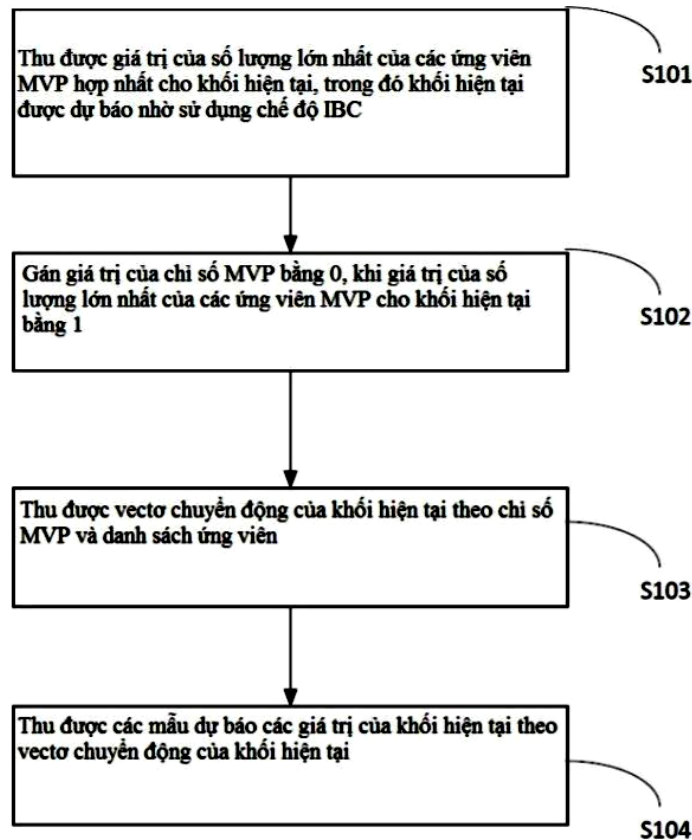 Thu được giá trị của số lượng lớn nhất của các ứng viên
MVP hợp nhất cho khối hiện tại, trong đó khối hiện tại
được dự báo nhờ sử dụng chế độ IBC
S101
Gán giá trị của chỉ số MVP bằng 0, khi giá trị của số
lượng lớn nhất của các ứng viên MVP cho khối hiện tại
bằng 1
S102
Thu được vectơ chuyển động của khối hiện tại theo chỉ số
MVP và danh sách ứng viên
S103
Thu được các mẫu dự báo các giá trị của khối hiện tại theo
vectơ chuyển động của khối hiện tại
S104